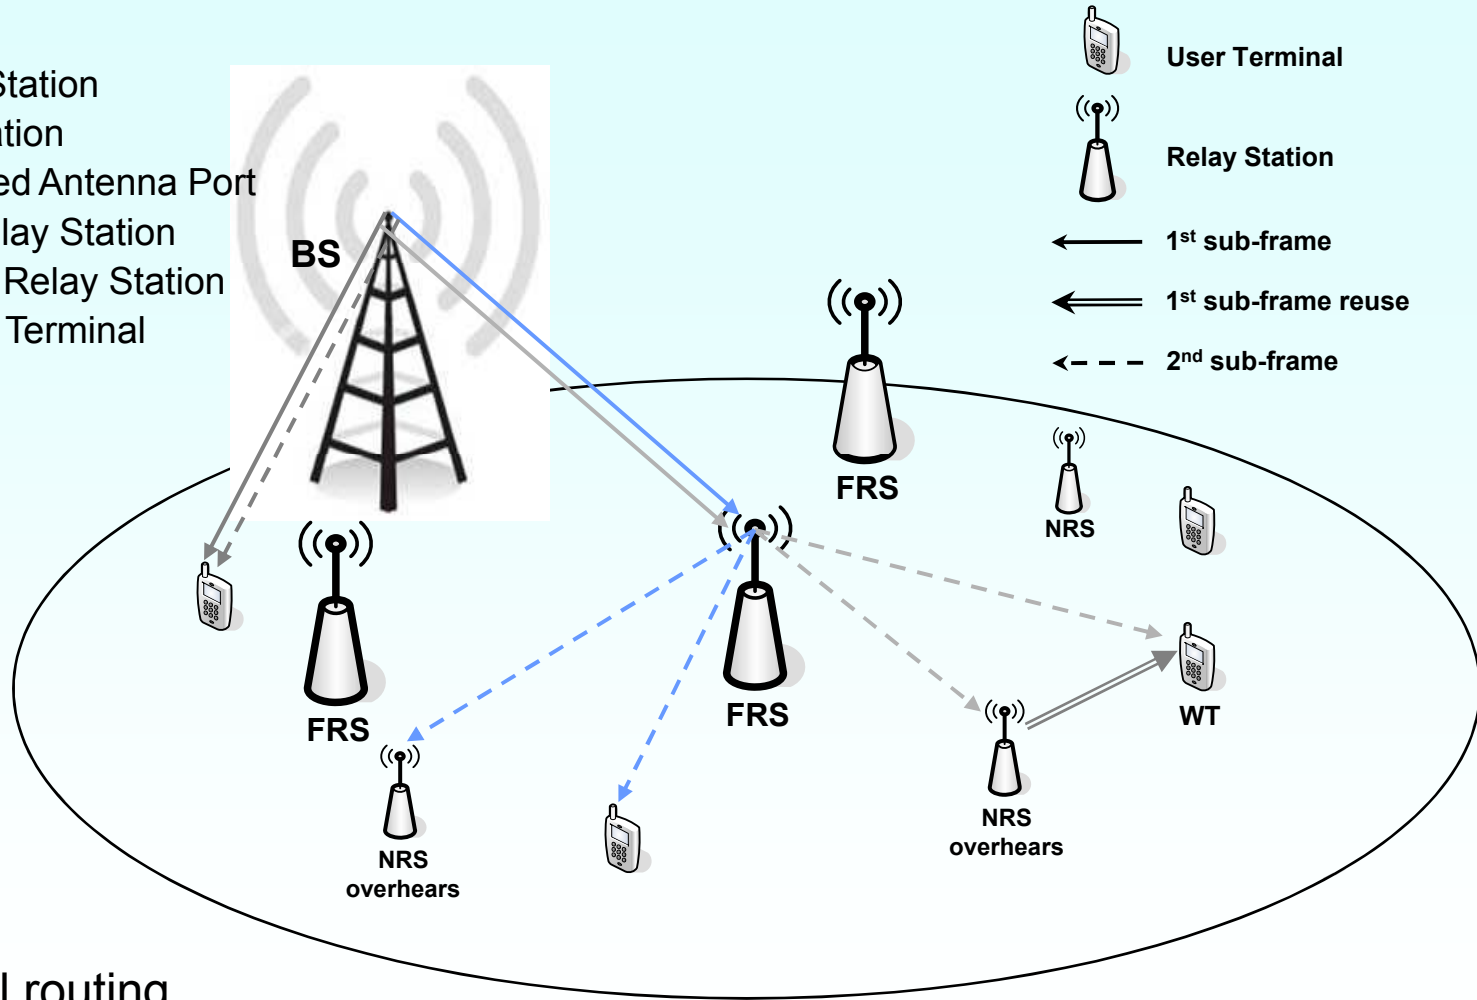 Station
ation
ed Antenna Port
lay Station
Relay Station
Terminal
BS
User Terminal
Relay Station
1st sub-frame
1st sub-frame reuse
2nd sub-frame
FRS
NRS
FRS
FRS
WT
NRS
overhears
NRS
overhears
l routing